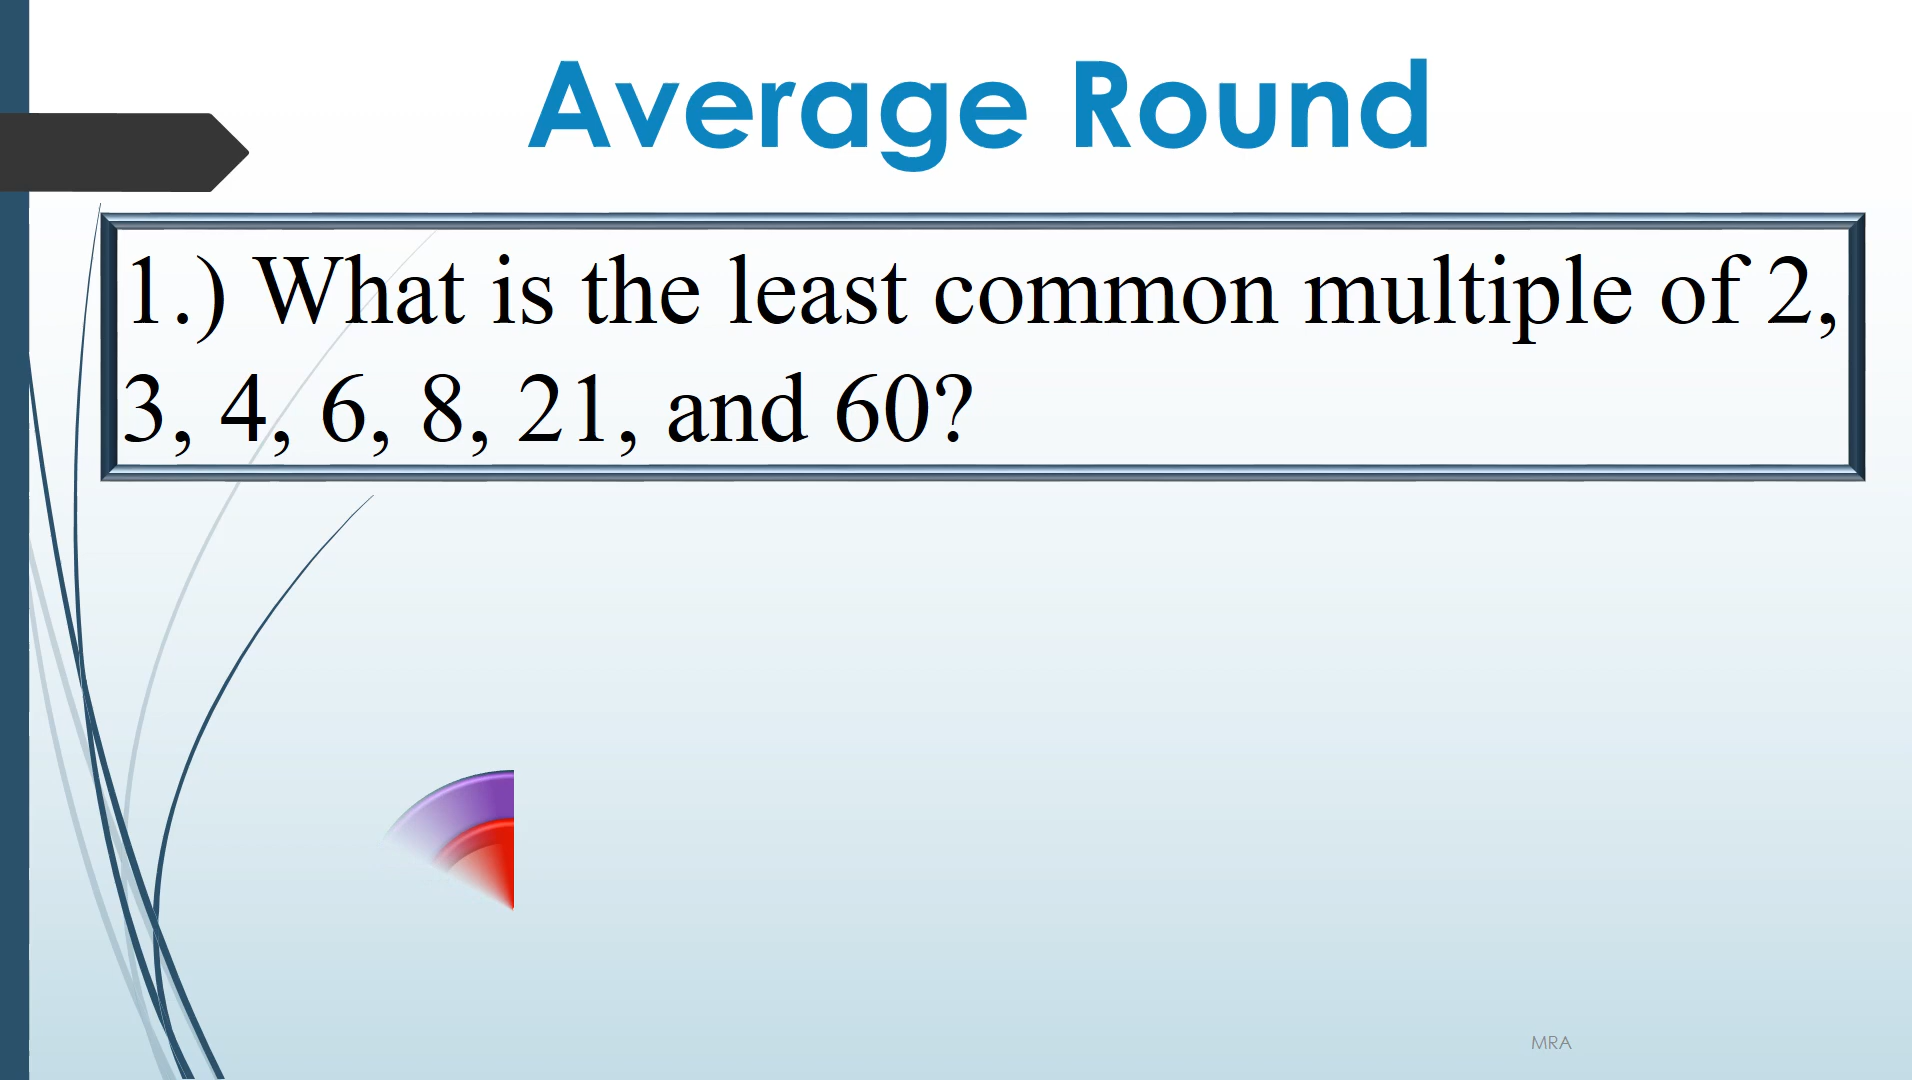 Average Round
1.) What is the least common multiple of 2,
3, 4, 6, 8, 21, and 60?
MRA